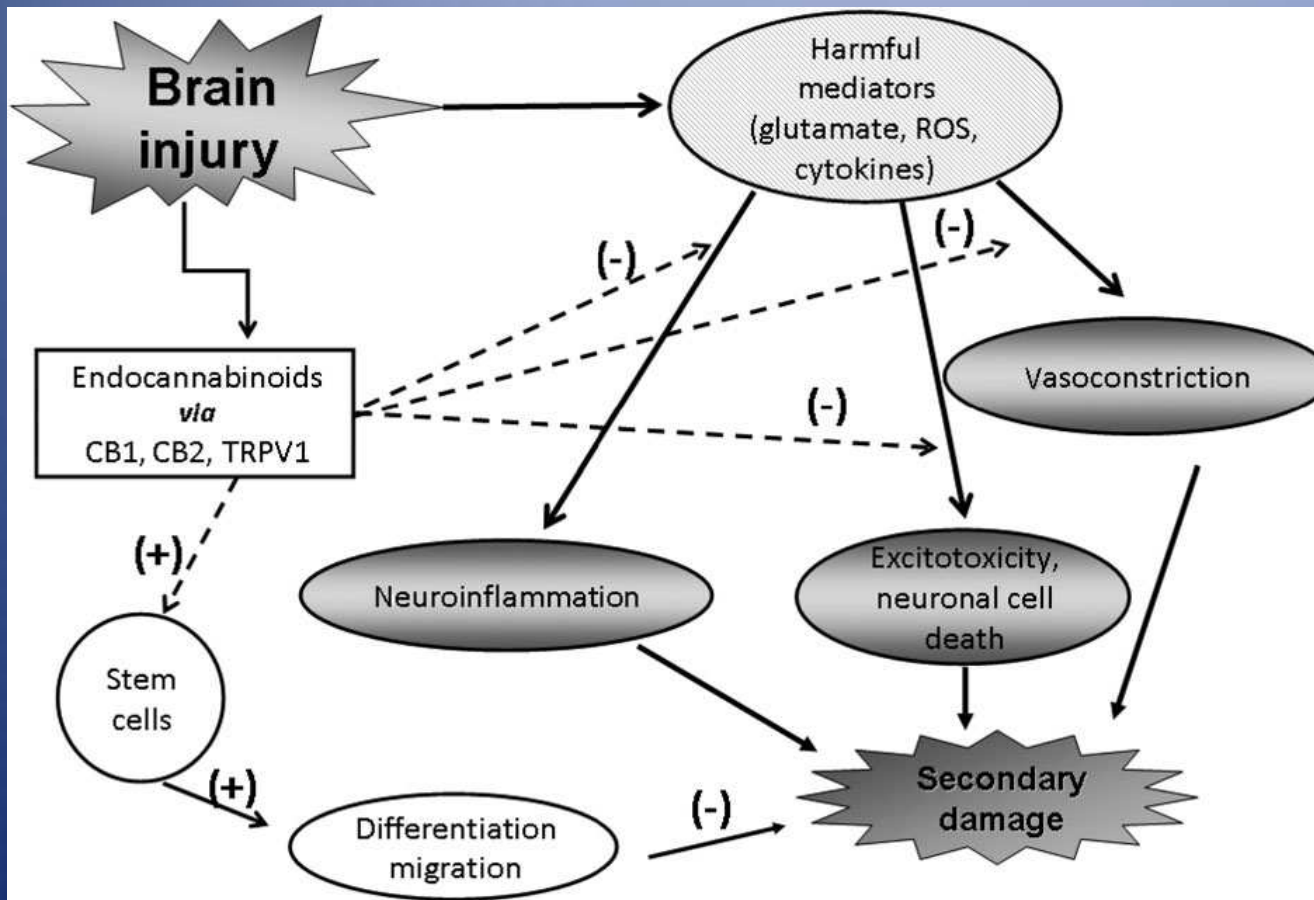 Brain
injury
Harmful
mediators
(glutamate, ROS,
cytokines)
(-)
(-)
Endocannabinoids
via
CB1, CB2, TRPV1
(-)
Vasoconstriction
(+)
Neuroinflammation
Excitotoxicity,
neuronal cell
death
Stem
cells
(+)
Differentiation
migration
(-)
Secondary
damage